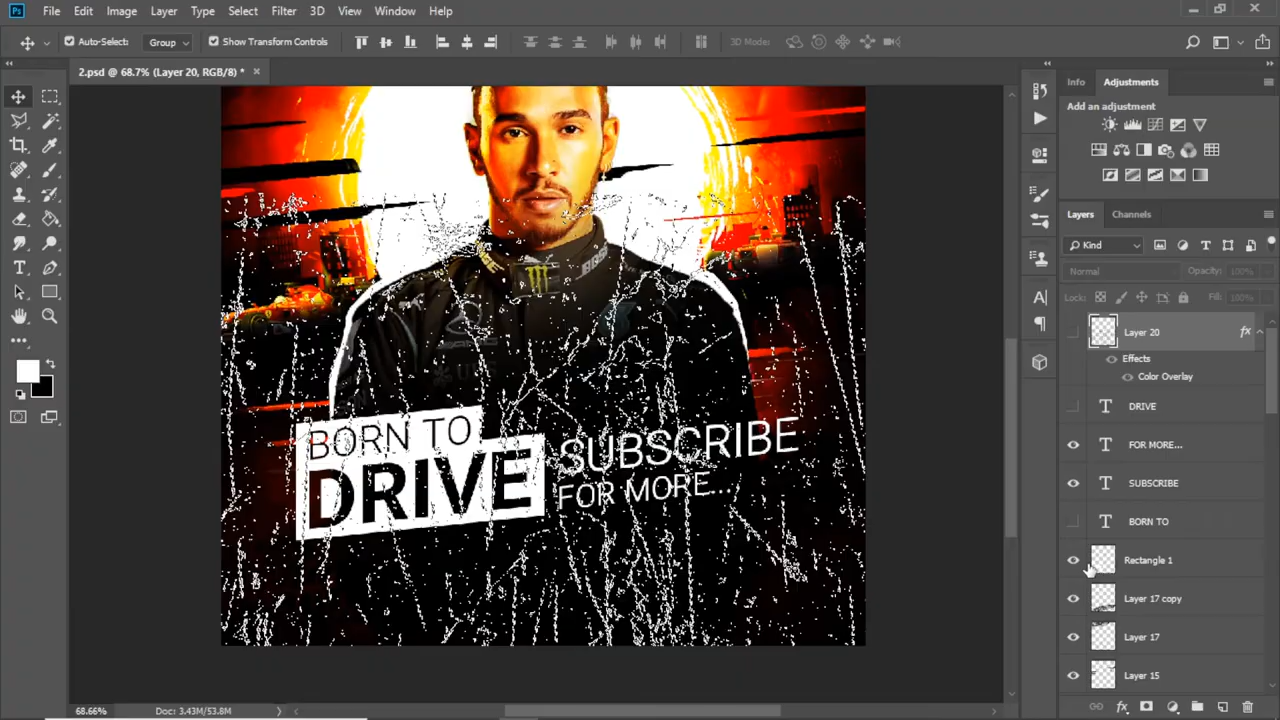 Ps File Edit Image Layer Type Select Filter 3D View Window Help
Auto-Select: Group Show Transform Controls 3D Mode:
2.psd @ 68.7% (Layer 20, RGB/8) *
Info Adjustments
Add an adjustment
Layers Channels
Kind
Normal Opacity: 100%
Lock: Fill: 100%
Layer 20 fx
Effects
Color Overlay
DRIVE
FOR MORE...
SUBSCRIBE
BORN TO
Rectangle 1
Layer 17 copy
Layer 17
Layer 15
BORN TO
DRIVE
SUBSCRIBE
FOR MORE...
68.66% Doc: 3.43M/53.8M